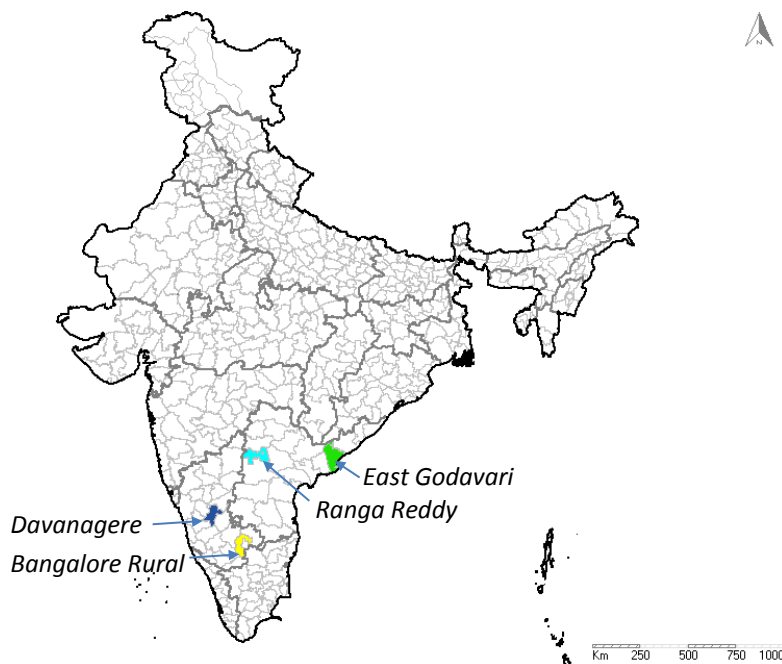 N
East Godavari
Ranga Reddy
Davanagere
Bangalore Rural
Km 250 500 750 1000